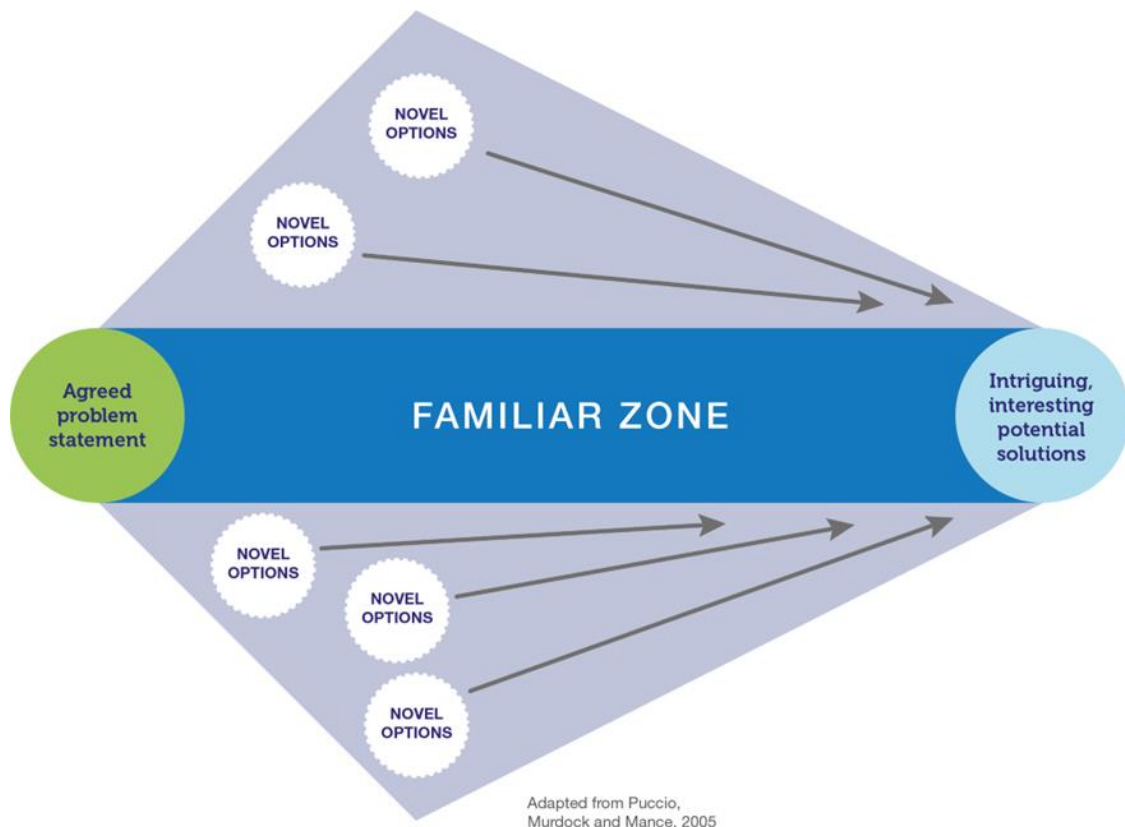 NOVEL
OPTIONS
NOVEL
OPTIONS
Agreed
problem
statement
FAMILIAR ZONE
Intriguing,
interesting
potential
solutions
NOVEL
OPTIONS
NOVEL
OPTIONS
NOVEL
OPTIONS
Adapted from Puccio,
Murdock and Mance, 2005